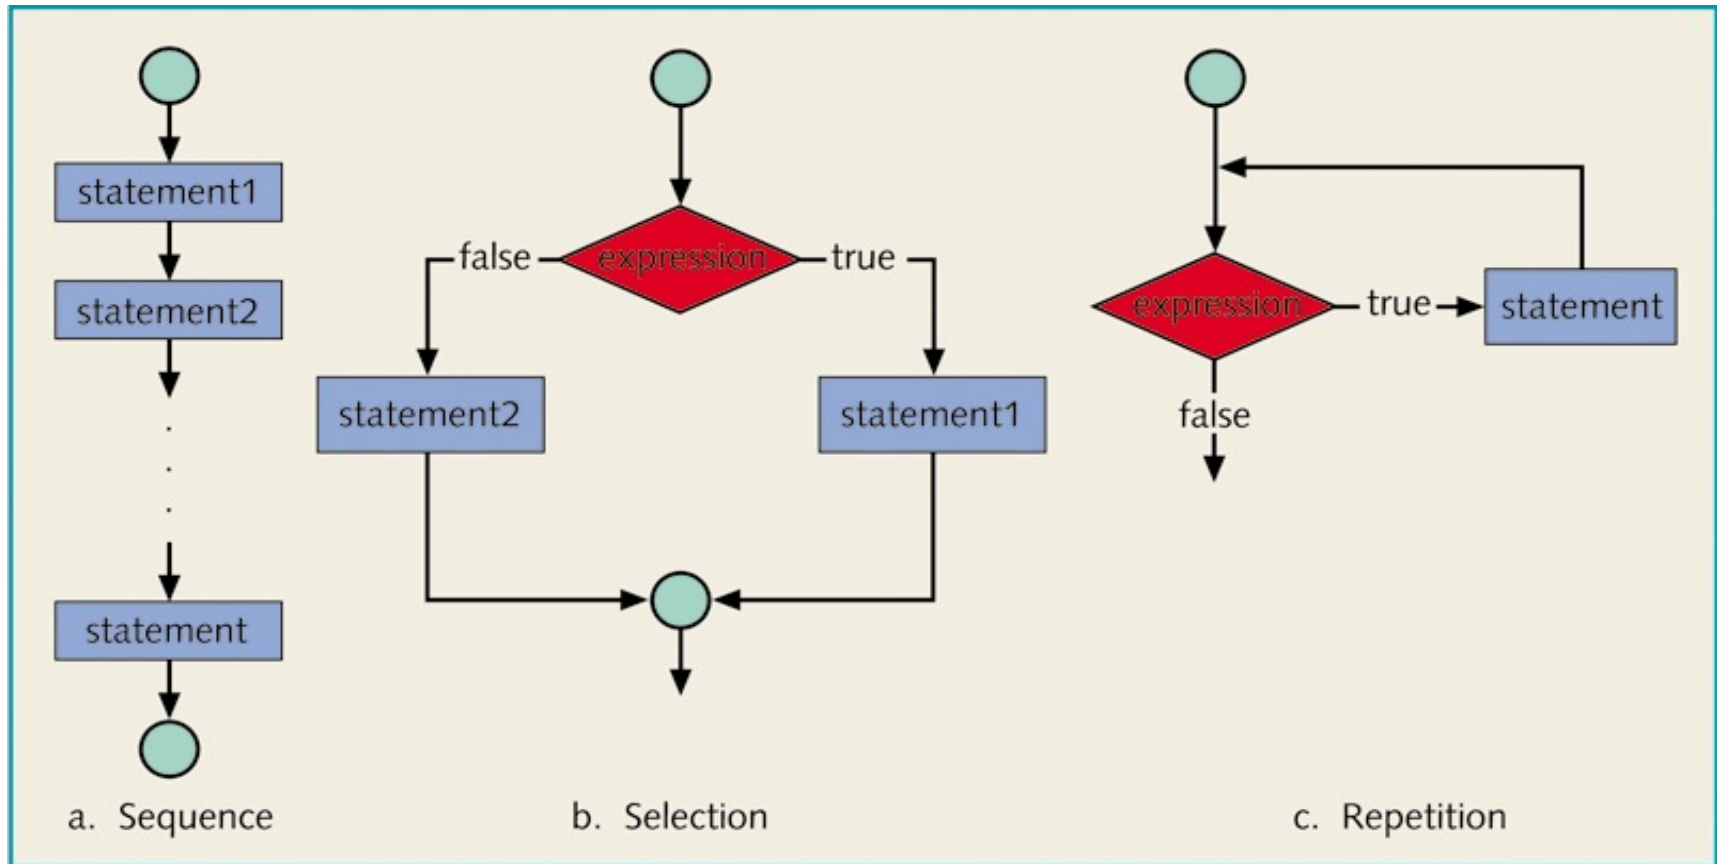 statement1
statement2
.
.
.
statement
a. Sequence
expression
false
true
statement2
statement1
b. Selection
expression
true
statement
false
c. Repetition